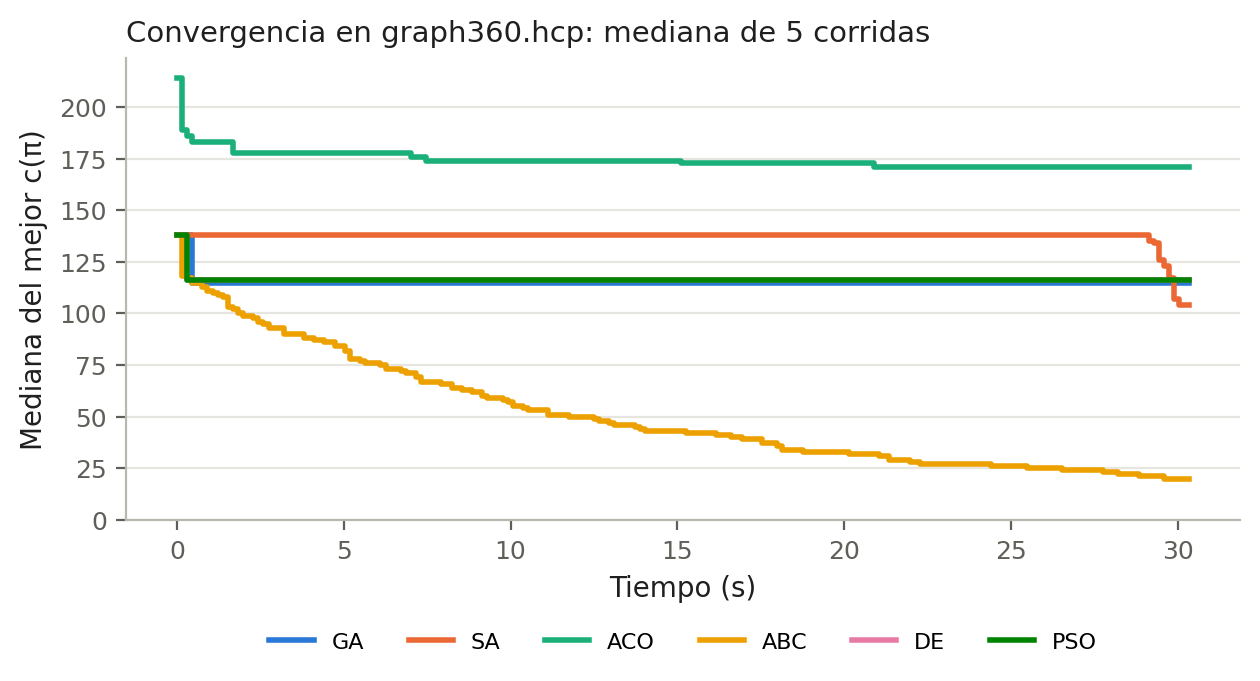 Convergencia en graph360.hcp: mediana de 5 corridas
Mediana del mejor c(π)
200
175
150
125
100
75
50
25
0
0 5 10 15 20 25 30
Tiempo (s)
GA SA ACO ABC DE PSO